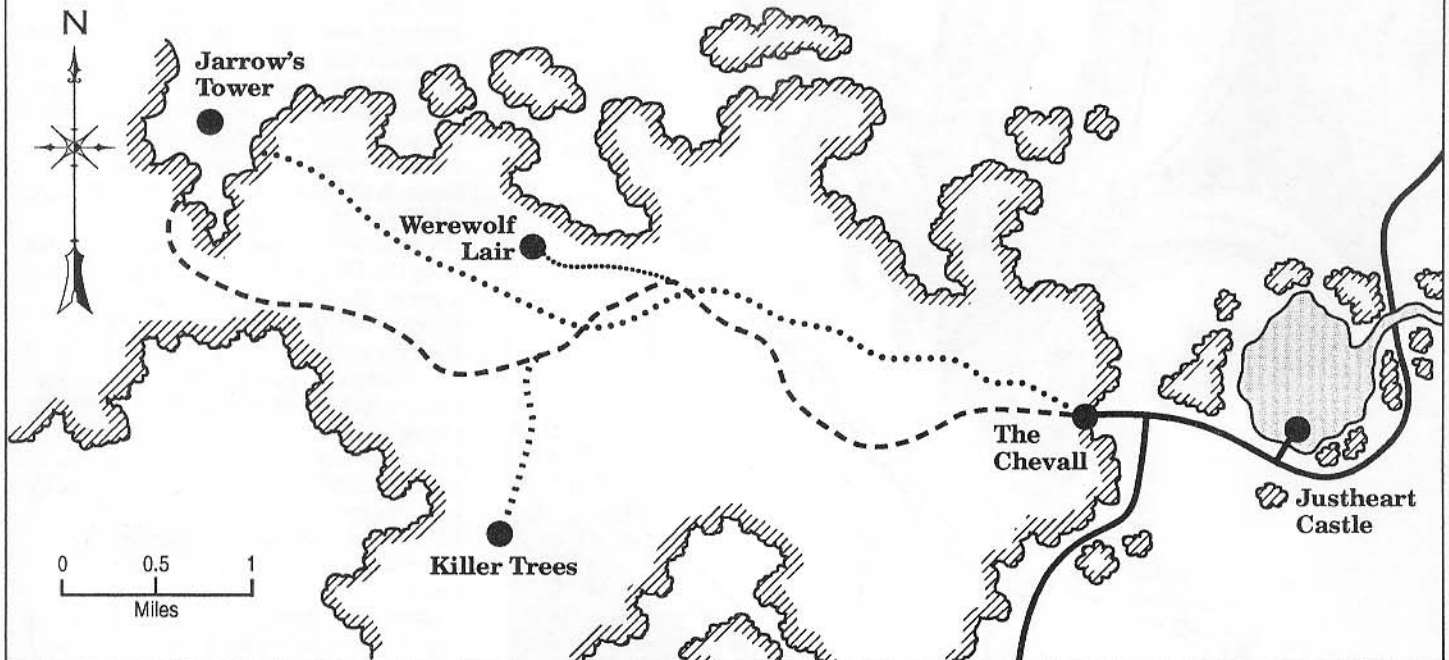 N
Jarrow's
Tower
Werewolf
Lair
The
Chevall
Justheart
Castle
Killer Trees
0 0.5 1
Miles